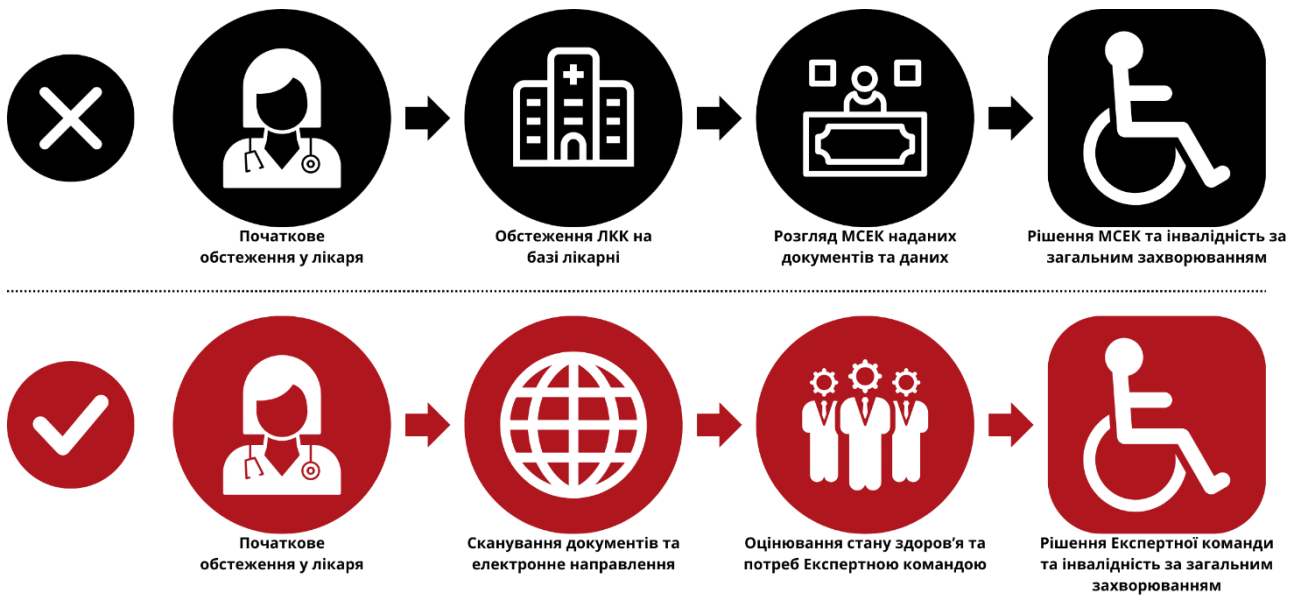 Початкове
обстеження у лікаря
Обстеження ЛКК на
базі лікарні
Розгляд МСЕК наданих
документів та даних
Рішення МСЕК та інвалідність за
загальним захворюванням
Початкове
обстеження у лікаря
Сканування документів та
електронне направлення
Оцінювання стану здоров'я та
потреб Експертною командою
Рішення Експертної команди
та інвалідність за загальним
захворюванням